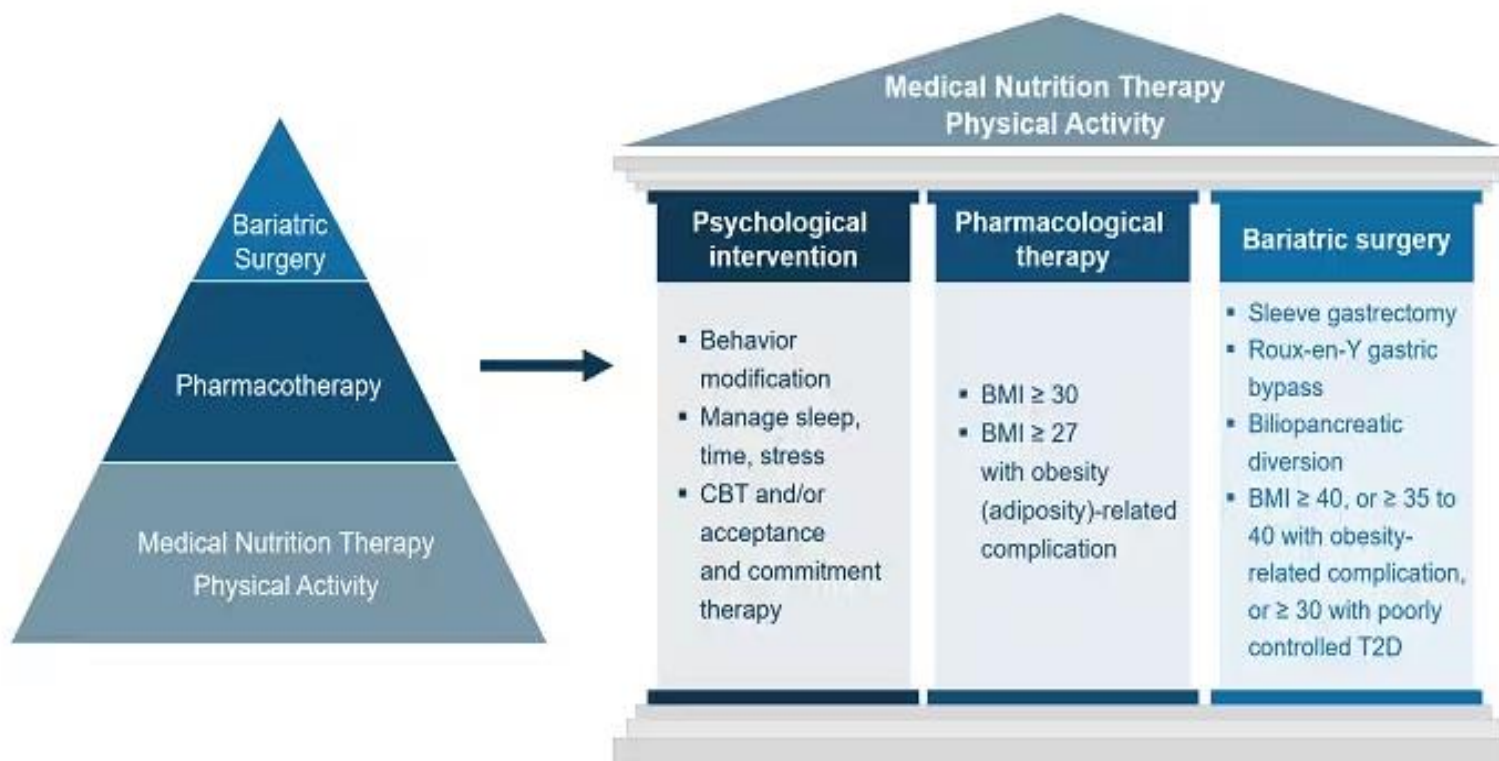 Bariatric
Surgery
Pharmacotherapy
Medical Nutrition Therapy
Physical Activity
Medical Nutrition Therapy
Physical Activity
Psychological
intervention
▪ Behavior
modification
▪ Manage sleep,
time, stress
▪ CBT and/or
acceptance
and commitment
therapy
Pharmacological
therapy
▪ BMI ≥ 30
▪ BMI ≥ 27
with obesity
(adiposity)-related
complication
Bariatric surgery
▪ Sleeve gastrectomy
▪ Roux-en-Y gastric
bypass
▪ Biliopancreatic
diversion
▪ BMI ≥ 40, or ≥ 35 to
40 with obesity-
related complication,
or ≥ 30 with poorly
controlled T2D